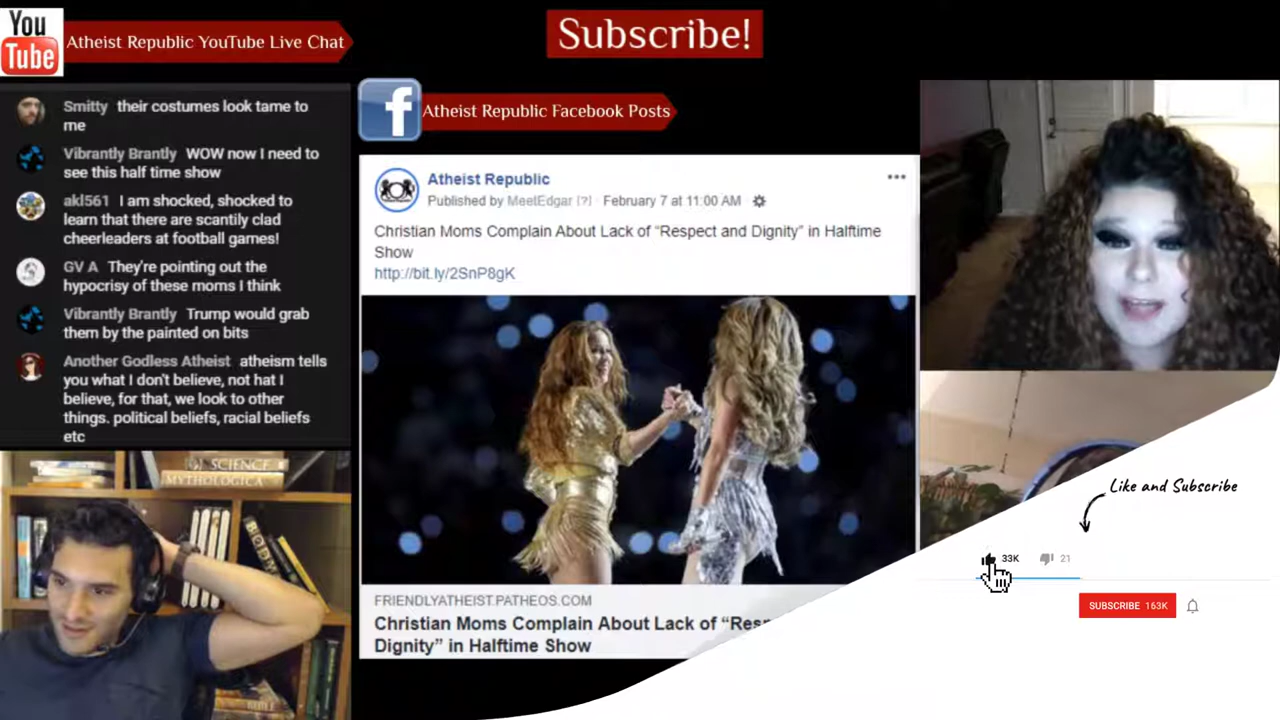 You
Tube
Atheist Republic YouTube Live Chat
Subscribe!
Smitty their costumes look tame to
me
Vibrantly Brantly WOW now I need to
see this half time show
akl561 I am shocked, shocked to
learn that there are scantily clad
cheerleaders at football games!
GV A They're pointing out the
hypocrisy of these moms I think
Vibrantly Brantly Trump would grab
them by the painted on bits
Another Godless Atheist atheism tells
you what I don't believe, not hat I
believe, for that, we look to other
things. political beliefs, racial beliefs
etc
f
Atheist Republic Facebook Posts
Atheist Republic
Published by MeetEdgar [?] · February 7 at 11:00 AM
Christian Moms Complain About Lack of “Respect and Dignity” in Halftime
Show
http://bit.ly/2SnP8gK
FRIENDLYATHEIST.PATHEOS.COM
Christian Moms Complain About Lack of “Resp
Dignity” in Halftime Show
SCIENCE
MYTHOLOGICA
BODY
Like and Subscribe
33K
21
SUBSCRIBE 163K